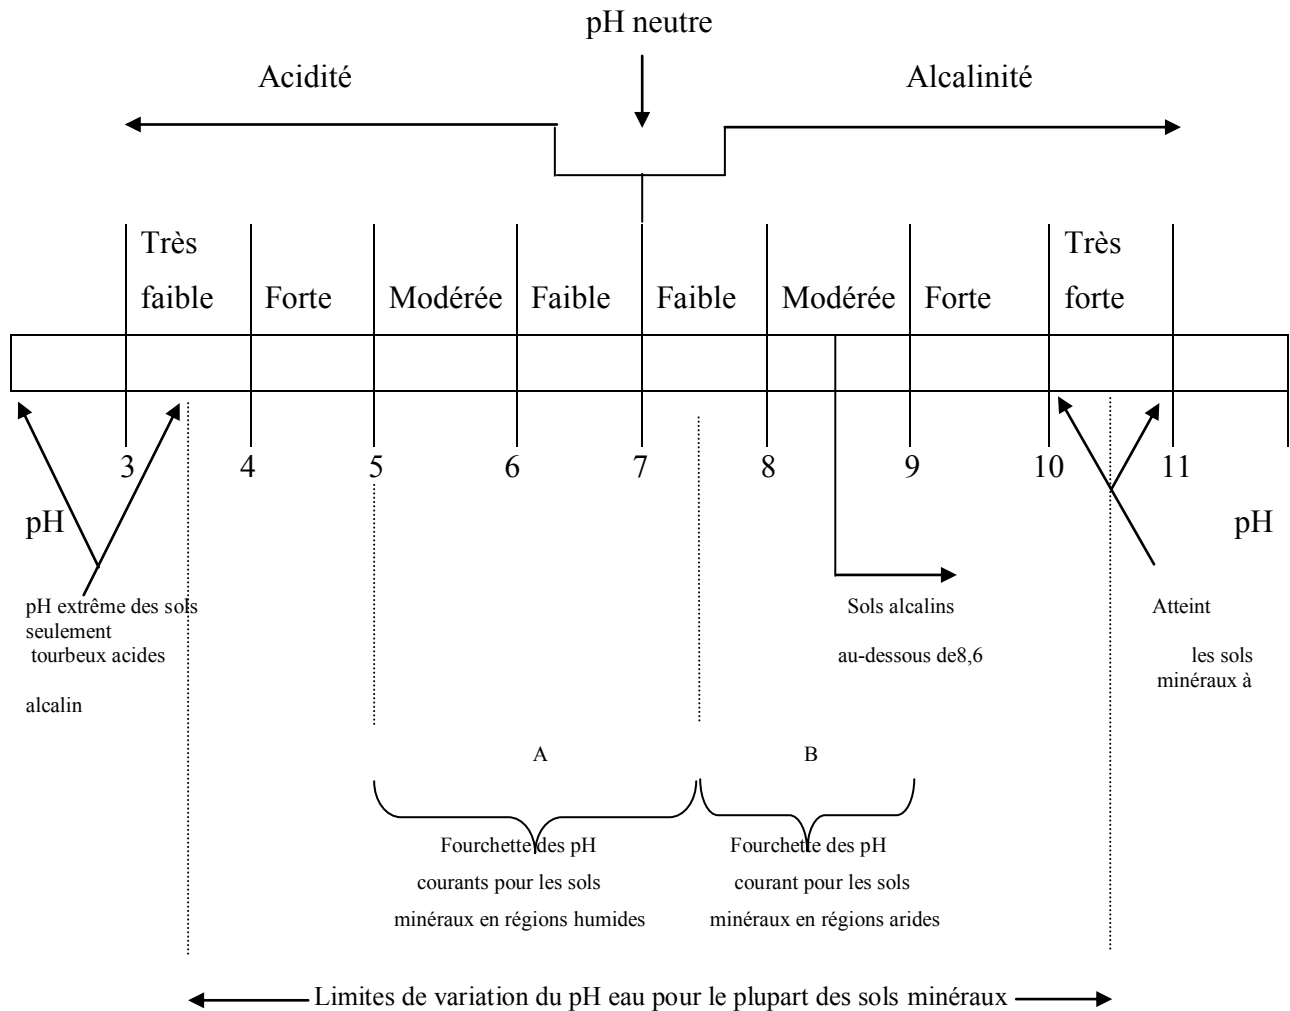 pH neutre
Acidité
Alcalinité
Très
faible
Forte
Modérée
Faible
Faible
Modérée
Forte
Très
forte
3
4
5
6
7
8
9
10
11
pH
pH
pH extrême des sols
seulement
tourbeux acides
alcalin
Sols alcalins
au-dessous de8,6
Atteint
les sols
minéraux à
A
B
Fourchette des pH
courants pour les sols
minéraux en régions humides
Fourchette des pH
courant pour les sols
minéraux en régions arides
Limites de variation du pH eau pour le plupart des sols minéraux